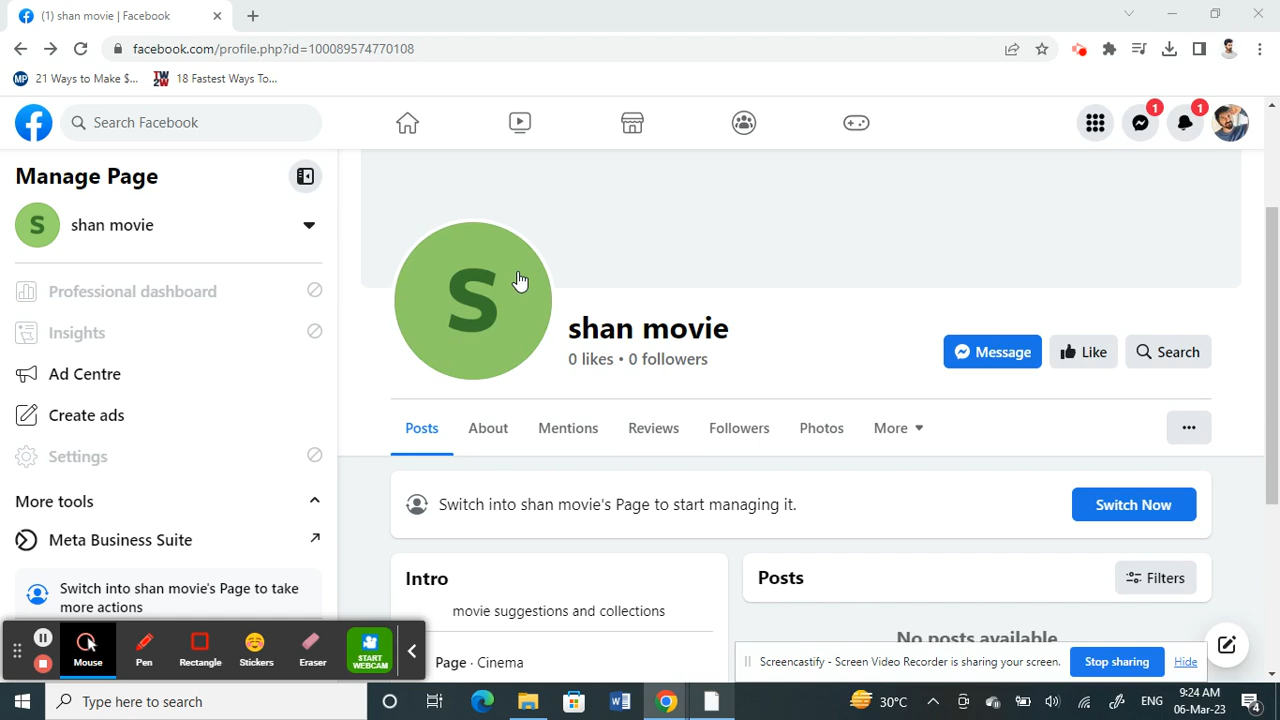 (1) shan movie | Facebook
facebook.com/profile.php?id=100089574770108
MP 21 Ways to Make $... TW2W 18 Fastest Ways To...
Search Facebook
1 1
Manage Page
S shan movie
Professional dashboard
Insights
Ad Centre
Create ads
Settings
More tools
Meta Business Suite
Switch into shan movie's Page to take
more actions
S
shan movie
0 likes • 0 followers
Message Like Search
Posts About Mentions Reviews Followers Photos More
Switch into shan movie's Page to start managing it. Switch Now
Intro
movie suggestions and collections
Page · Cinema
Posts Filters
No posts available
Mouse Pen Rectangle Stickers Eraser START
WEBCAM
Screencastify - Screen Video Recorder is sharing your screen. Stop sharing Hide
Type here to search
30°C ENG 9:24 AM
06-Mar-23 4